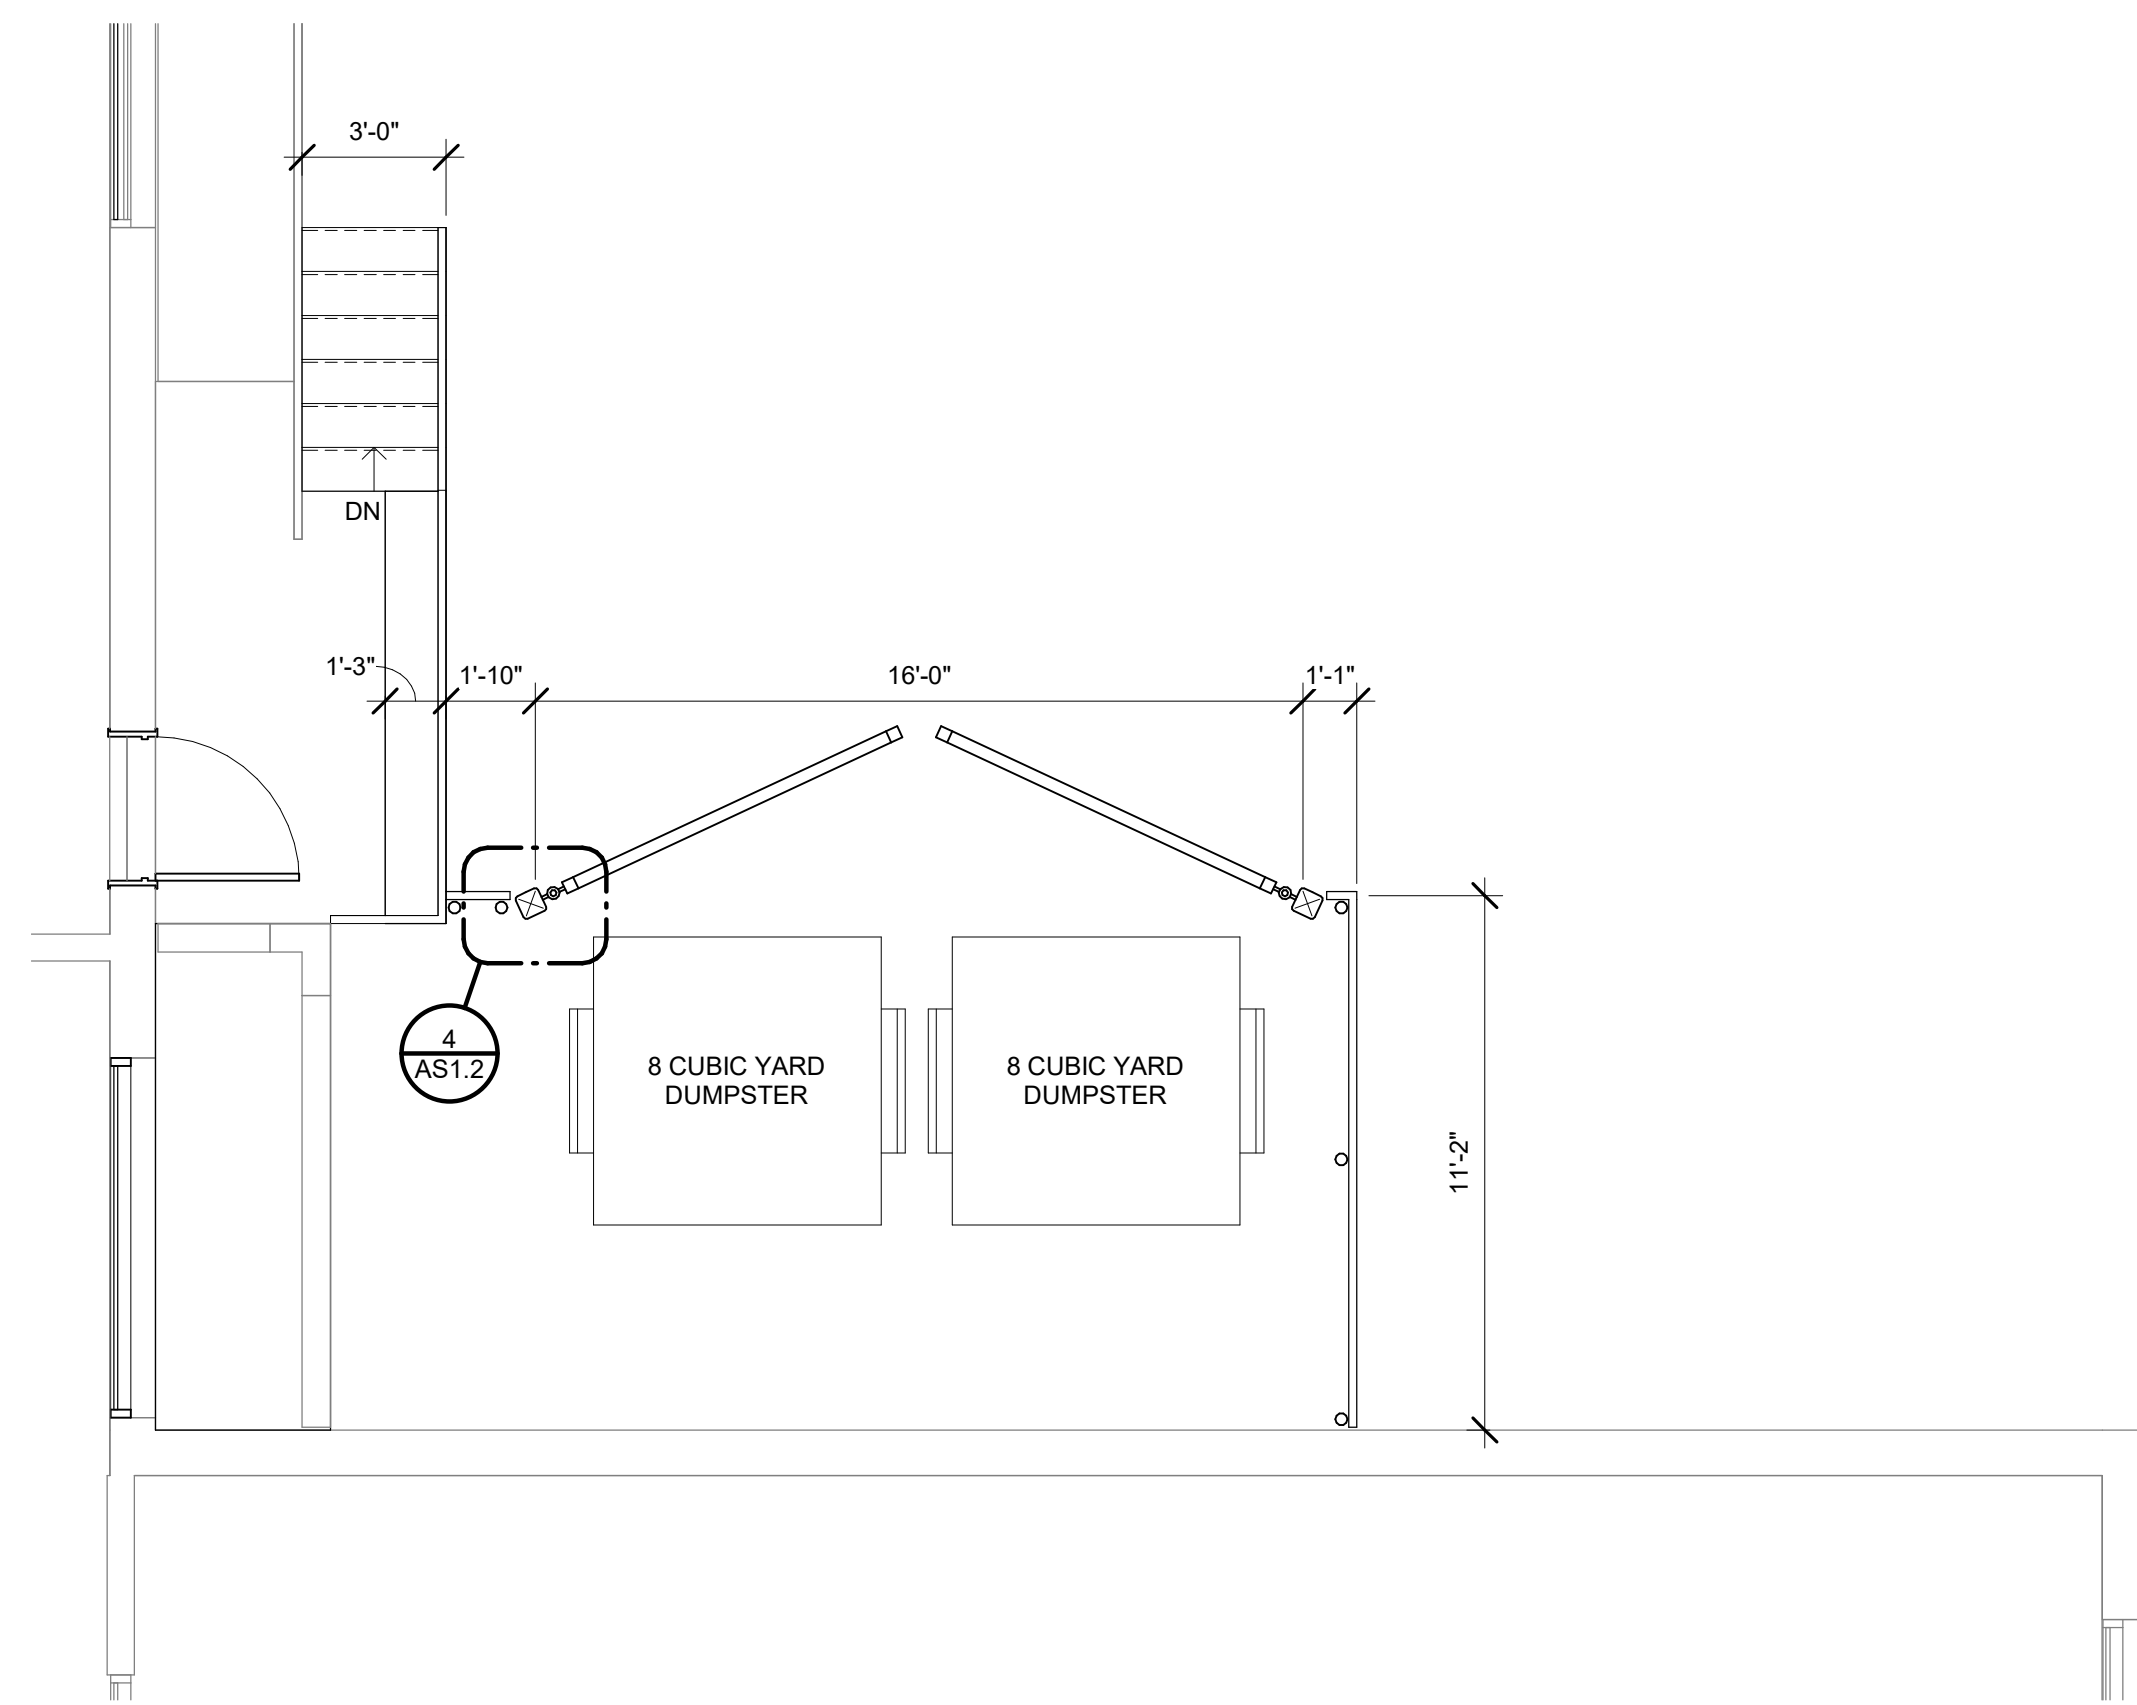 3'-0"
DN
1'-3"
1'-10"
16'-0"
1'-1"
4
AS1.2
8 CUBIC YARD
DUMPSTER
8 CUBIC YARD
DUMPSTER
11'-2"